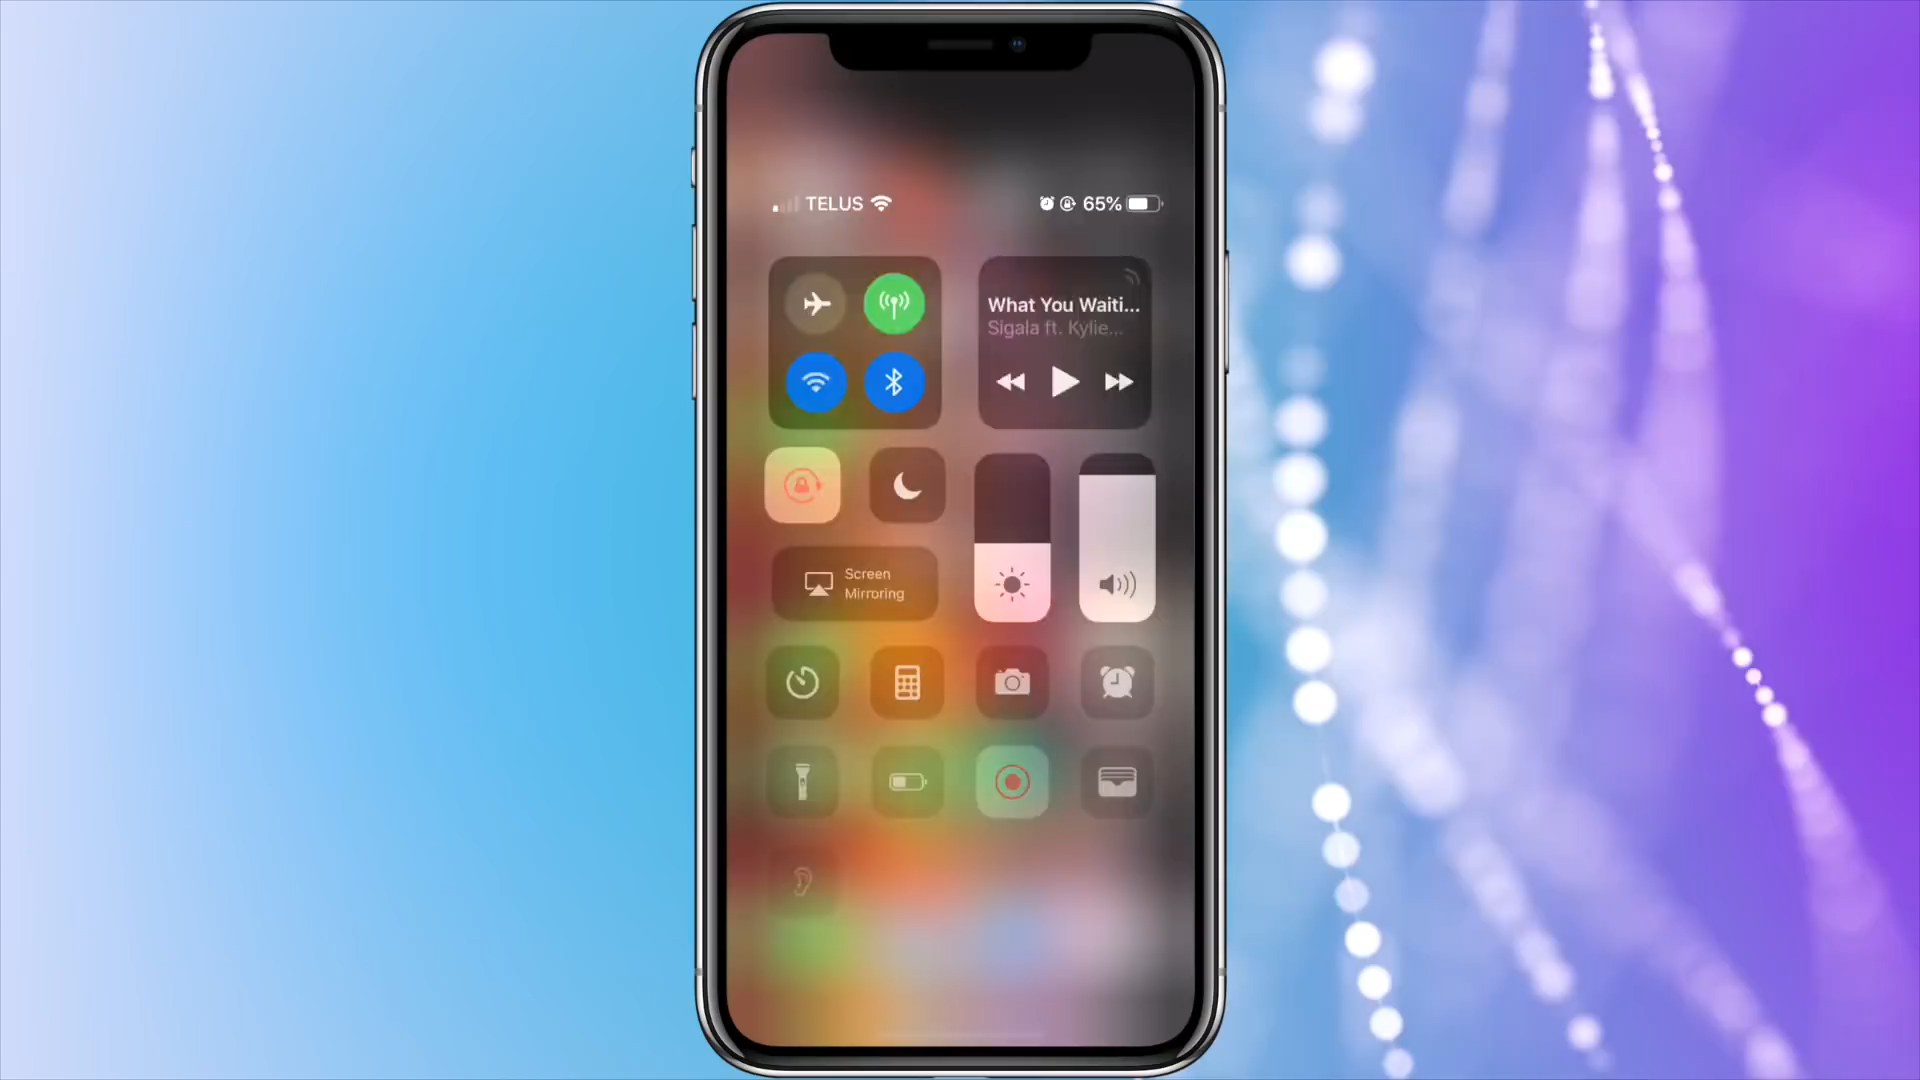 TELUS
65%
What You Waiti...
Sigala ft. Kylie...
Screen
Mirroring